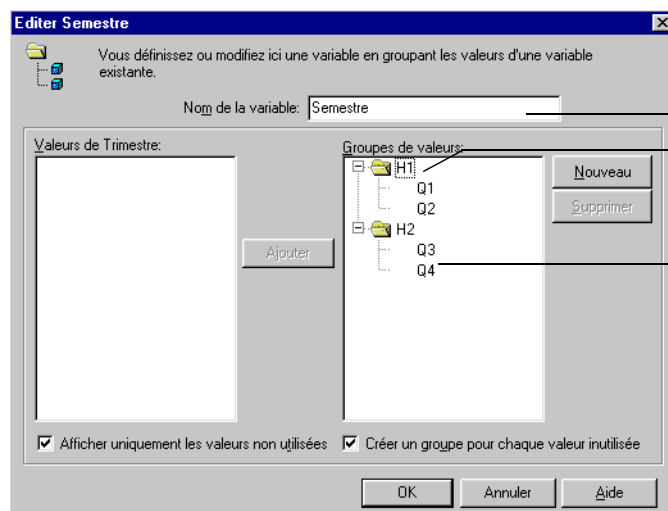 Editer Semestre
Vous définissez ou modifiez ici une variable en groupant les valeurs d'une variable
existante.
Nom de la variable: Semestre
Valeurs de Trimestre:
Groupes de valeurs:
H1
Q1
Q2
H2
Q3
Q4
Ajouter
Nouveau
Supprimer
Afficher uniquement les valeurs non utilisées
Créer un groupe pour chaque valeur inutilisée
OK
Annuler
Aide